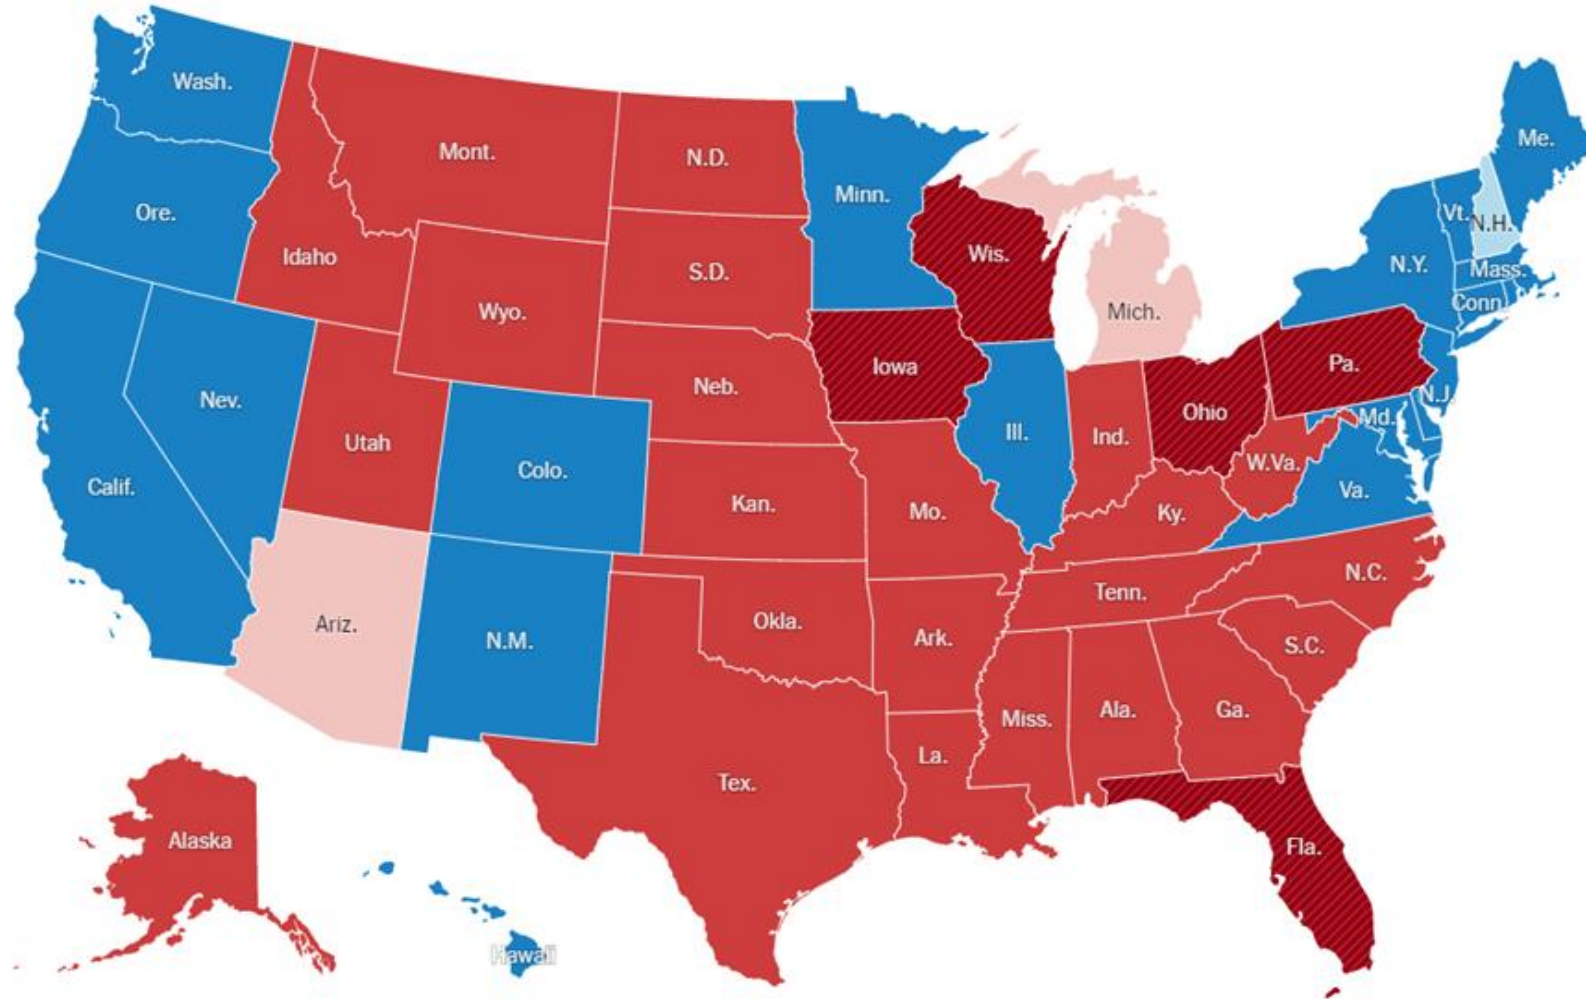 Wash.
Mont.
N.D.
Minn.
Me.
Ore.
Idaho
S.D.
Wis.
Vt.
N.H.
Wyo.
Mich.
N.Y.
Mass.
Conn.
Nev.
Utah
Colo.
Neb.
Iowa
Ill.
Ind.
Ohio
Pa.
N.J.
Md.
Calif.
Kan.
Mo.
Ky.
W.Va.
Va.
Ariz.
N.M.
Okla.
Ark.
Tenn.
N.C.
S.C.
Tex.
La.
Miss.
Ala.
Ga.
Fla.
Alaska
Hawaii